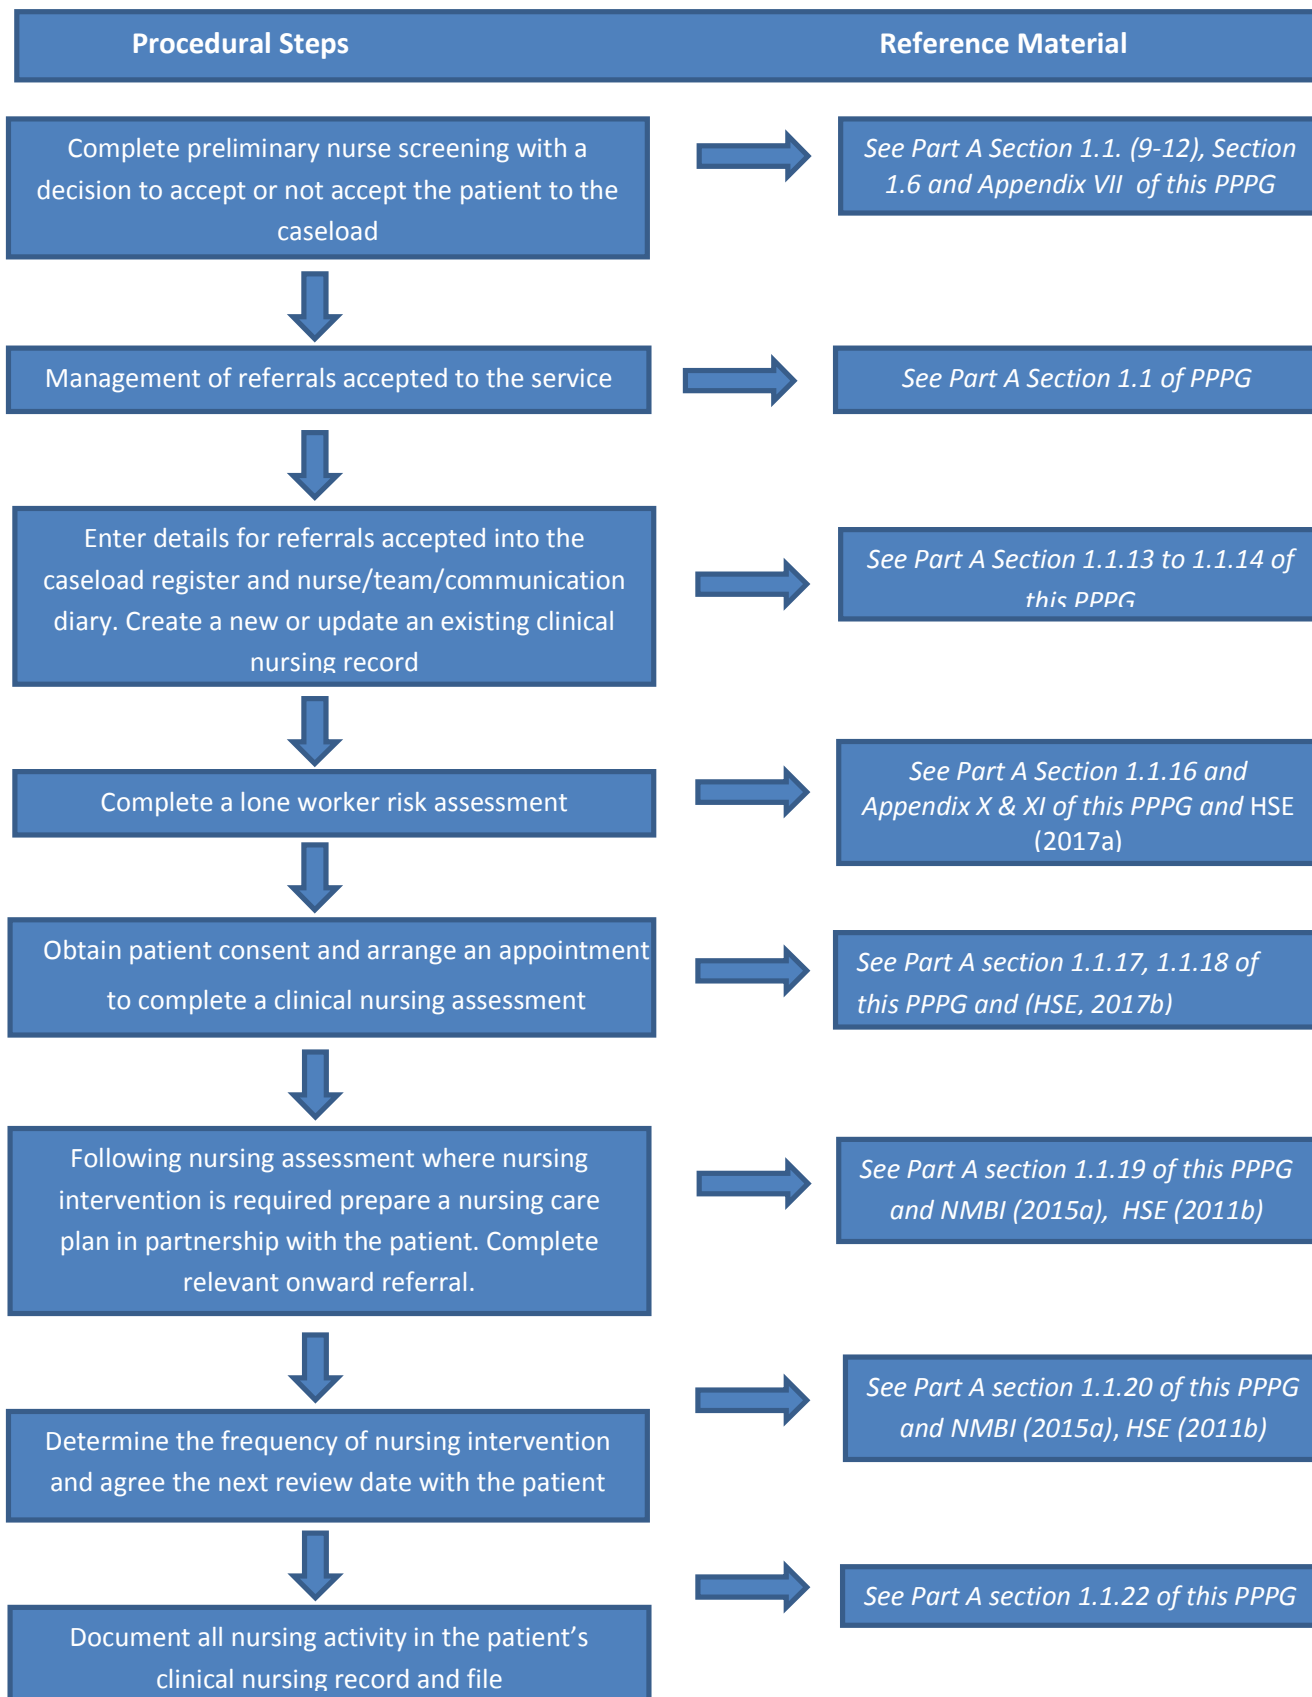 Procedural Steps
Reference Material
Complete preliminary nurse screening with a
decision to accept or not accept the patient to the
caseload
See Part A Section 1.1. (9-12), Section
1.6 and Appendix VII of this PPPG
Management of referrals accepted to the service
See Part A Section 1.1 of PPPG
Enter details for referrals accepted into the
caseload register and nurse/team/communication
diary. Create a new or update an existing clinical
nursing record
See Part A Section 1.1.13 to 1.1.14 of
this PPPG
Complete a lone worker risk assessment
See Part A Section 1.1.16 and
Appendix X & XI of this PPPG and HSE
(2017a)
Obtain patient consent and arrange an appointment
to complete a clinical nursing assessment
See Part A section 1.1.17, 1.1.18 of
this PPPG and (HSE, 2017b)
Following nursing assessment where nursing
intervention is required prepare a nursing care
plan in partnership with the patient. Complete
relevant onward referral.
See Part A section 1.1.19 of this PPPG
and NMBI (2015a), HSE (2011b)
Determine the frequency of nursing intervention
and agree the next review date with the patient
See Part A section 1.1.20 of this PPPG
and NMBI (2015a), HSE (2011b)
Document all nursing activity in the patient's
clinical nursing record and file
See Part A section 1.1.22 of this PPPG